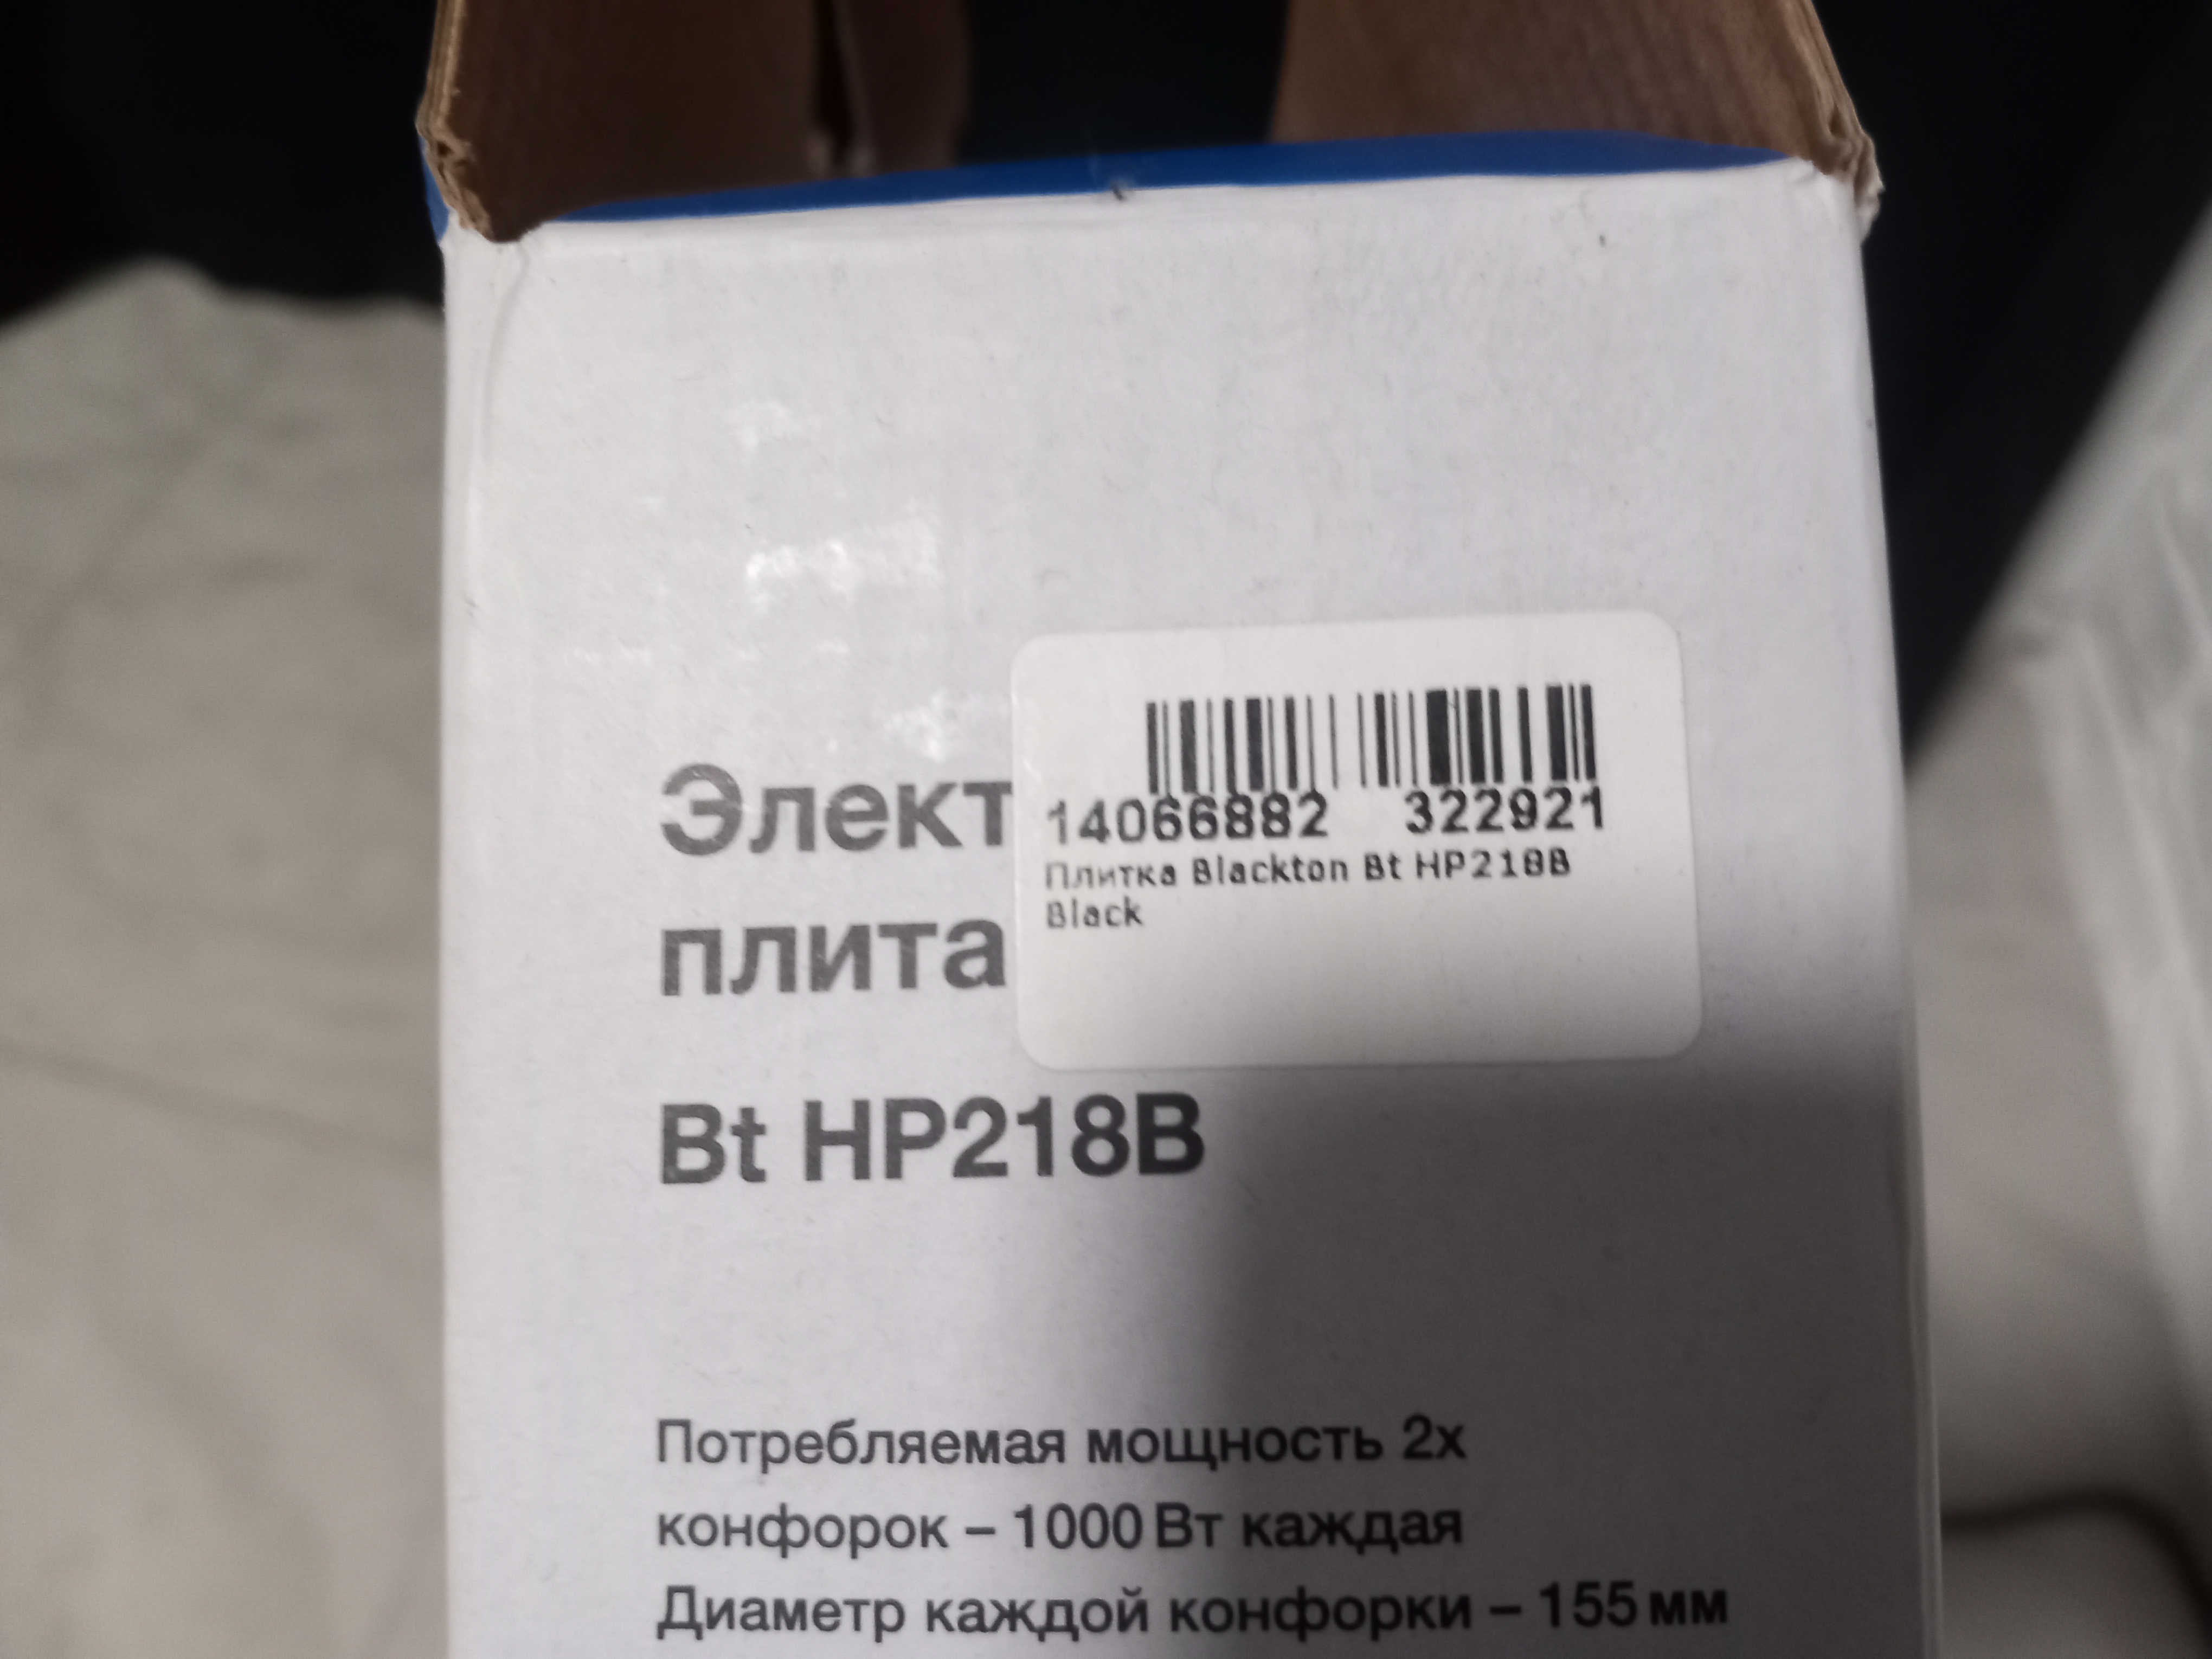 14066882 322921
Плитка Blackton Bt HP218B
Black
Элект
плита
Bt HP218B
Потребляемая мощность 2х
конфорок – 1000 Вт каждая
Диаметр каждой конфорки – 155 мм